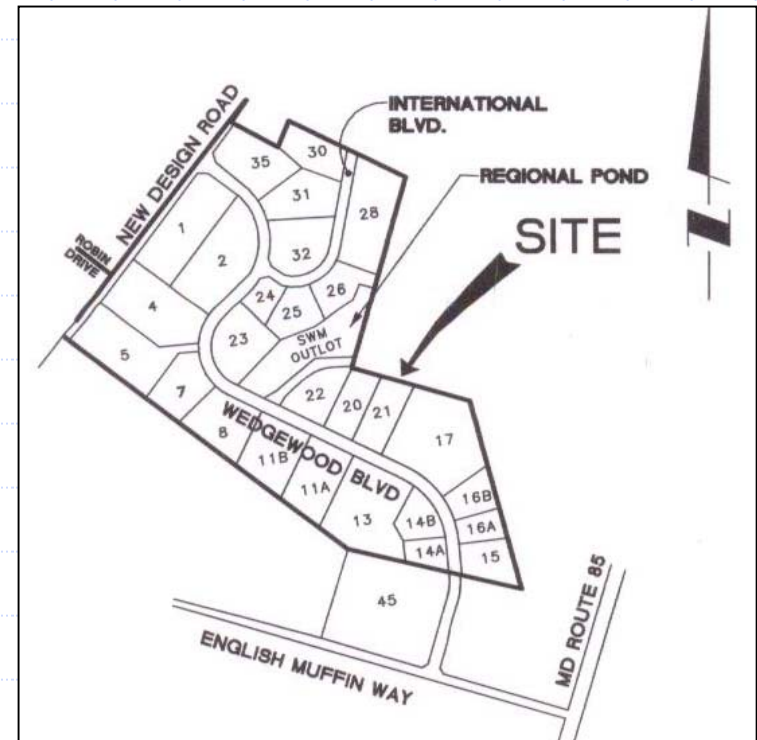 INTERNATIONAL
BLVD.
NEW DESIGN ROAD
30
35
REGIONAL POND
31
28
SITE
1
ROBIN
DRIVE
2
32
24
26
25
4
SWM
OUTLOT
23
5
22
20
21
7
WEDGEWOOD BLVD
17
8
11B
11A
16B
13
14B
16A
14A
15
45
MD ROUTE 85
ENGLISH MUFFIN WAY